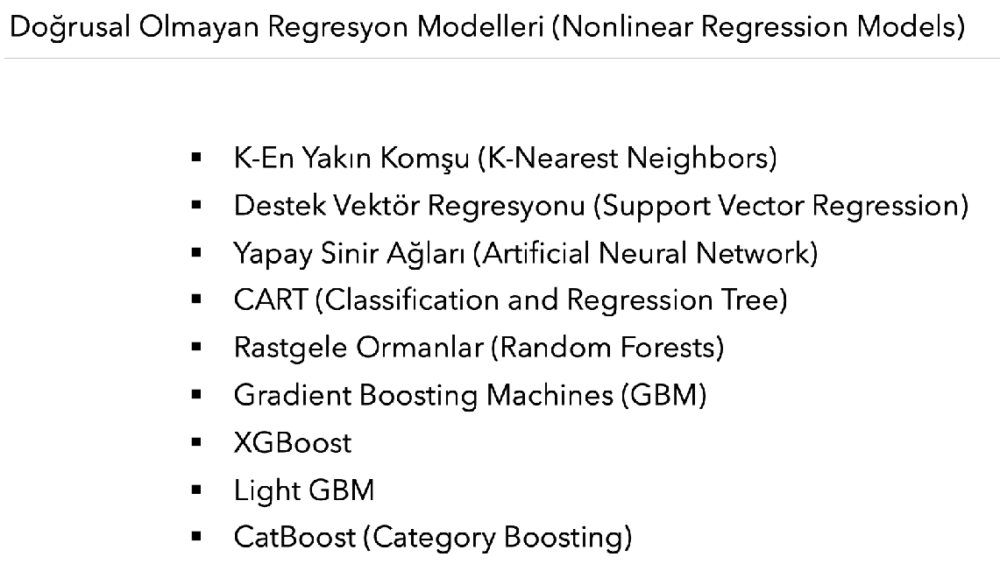 Doğrusal Olmayan Regresyon Modelleri (Nonlinear Regression Models)
▪ K-En Yakın Komşu (K-Nearest Neighbors)
▪ Destek Vektör Regresyonu (Support Vector Regression)
▪ Yapay Sinir Ağları (Artificial Neural Network)
▪ CART (Classification and Regression Tree)
▪ Rastgele Ormanlar (Random Forests)
▪ Gradient Boosting Machines (GBM)
▪ XGBoost
▪ Light GBM
▪ CatBoost (Category Boosting)